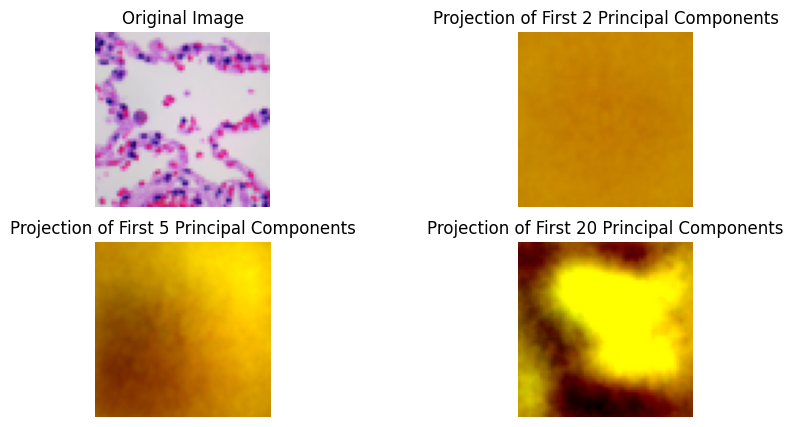 Original Image
Projection of First 2 Principal Components
Projection of First 5 Principal Components
Projection of First 20 Principal Components